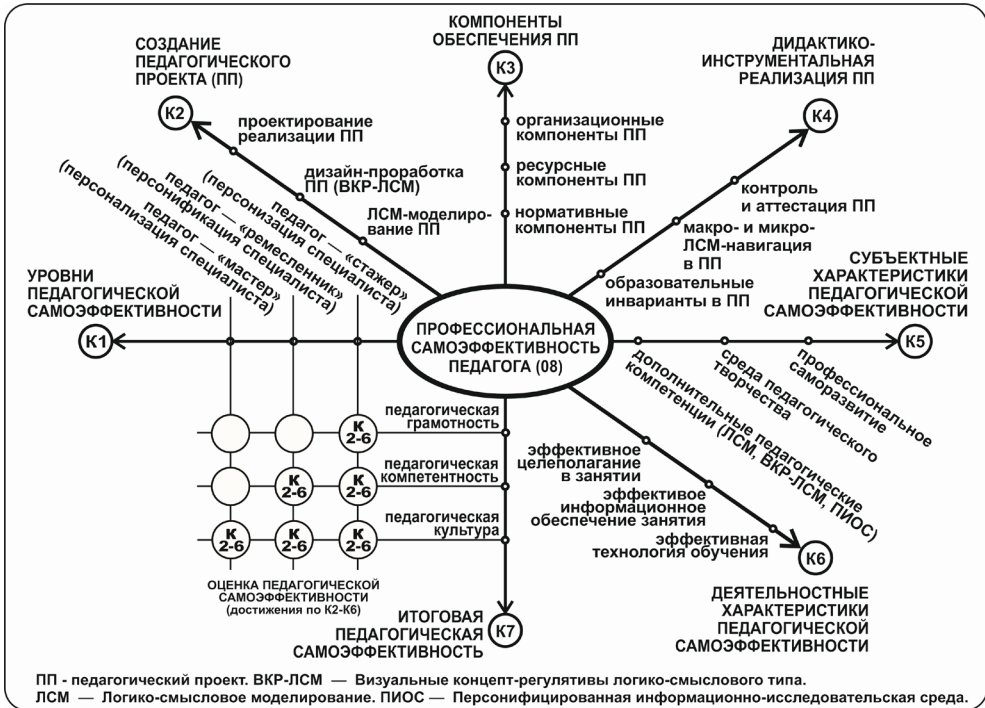 КОМПОНЕНТЫ
ОБЕСПЕЧЕНИЯ ПП
К3
организационные
компоненты ПП
ресурсные
компоненты ПП
нормативные
компоненты ПП
СОЗДАНИЕ
ПЕДАГОГИЧЕСКОГО
ПРОЕКТА (ПП)
К2
проектирование
реализации ПП
дизайн-проработка
ПП (ВКР-ЛСМ)
ЛСМ-моделиро-
вание ПП
ДИДАКТИКО-
ИНСТРУМЕНТАЛЬНАЯ
РЕАЛИЗАЦИЯ ПП
К4
контроль
и аттестация ПП
макро- и микро-
ЛСМ-навигация
в ПП
образовательные
инварианты в ПП
УРОВНИ
ПЕДАГОГИЧЕСКОЙ
САМОЭФФЕКТИВНОСТИ
К1
педагог — «стажер»
(персонизация специалиста)
педагог — «ремесленник»
(персонификация специалиста)
педагог — «мастер»
(персонализация специалиста)
ПРОФЕССИОНАЛЬНАЯ
САМОЭФФЕКТИВНОСТЬ
ПЕДАГОГА (08)
СУБЪЕКТНЫЕ
ХАРАКТЕРИСТИКИ
ПЕДАГОГИЧЕСКОЙ
САМОЭФФЕКТИВНОСТИ
К5
профессиональное
саморазвитие
среда педагогического
творчества
дополнительные педагогические
компетенции (ЛСМ, ВКР-ЛСМ, ПИОС)
педагогическая
грамотность
К
2-6
педагогическая
компетентность
К
2-6
К
2-6
педагогическая
культура
К
2-6
К
2-6
К
2-6
ОЦЕНКА ПЕДАГОГИЧЕСКОЙ
САМОЭФФЕКТИВНОСТИ
(достижения по К2-К6)
эффективное
целеполагание
в занятии
эффективое
информационное
обеспечение занятия
эффективная
технология обучения
К6
ДЕЯТЕЛЬНОСТНЫЕ
ХАРАКТЕРИСТИКИ
ПЕДАГОГИЧЕСКОЙ
САМОЭФФЕКТИВНОСТИ
ИТОГОВАЯ
ПЕДАГОГИЧЕСКАЯ
САМОЭФФЕКТИВНОСТЬ
К7
ПП - педагогический проект. ВКР-ЛСМ — Визуальные концепт-регулятивы логико-смыслового типа.
ЛСМ — Логико-смысловое моделирование. ПИОС — Персонифицированная информационно-исследовательская среда.